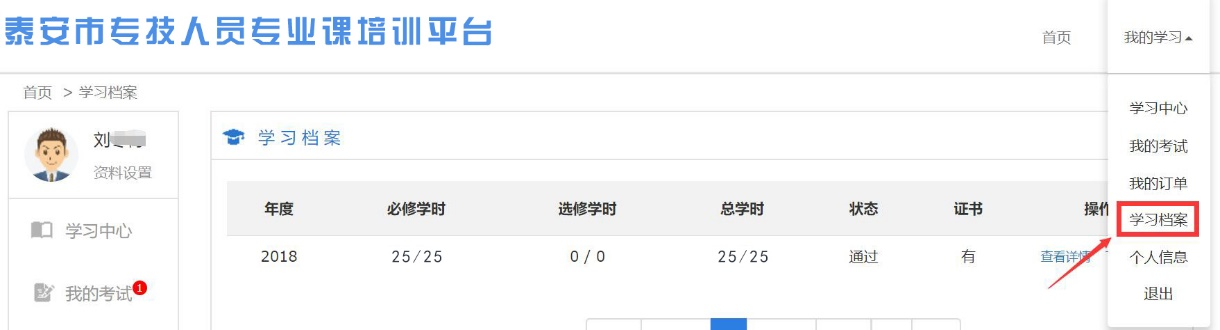 泰安市专技人员专业课培训平台
首页
我的学习
首页 > 学习档案
刘
资料设置
学习中心
我的考试 1
学习档案
年度 必修学时 选修学时 总学时 状态 证书 操作
2018 25/25 0/0 25/25 通过 有 查看详情
学习中心
我的考试
我的订单
学习档案
个人信息
退出